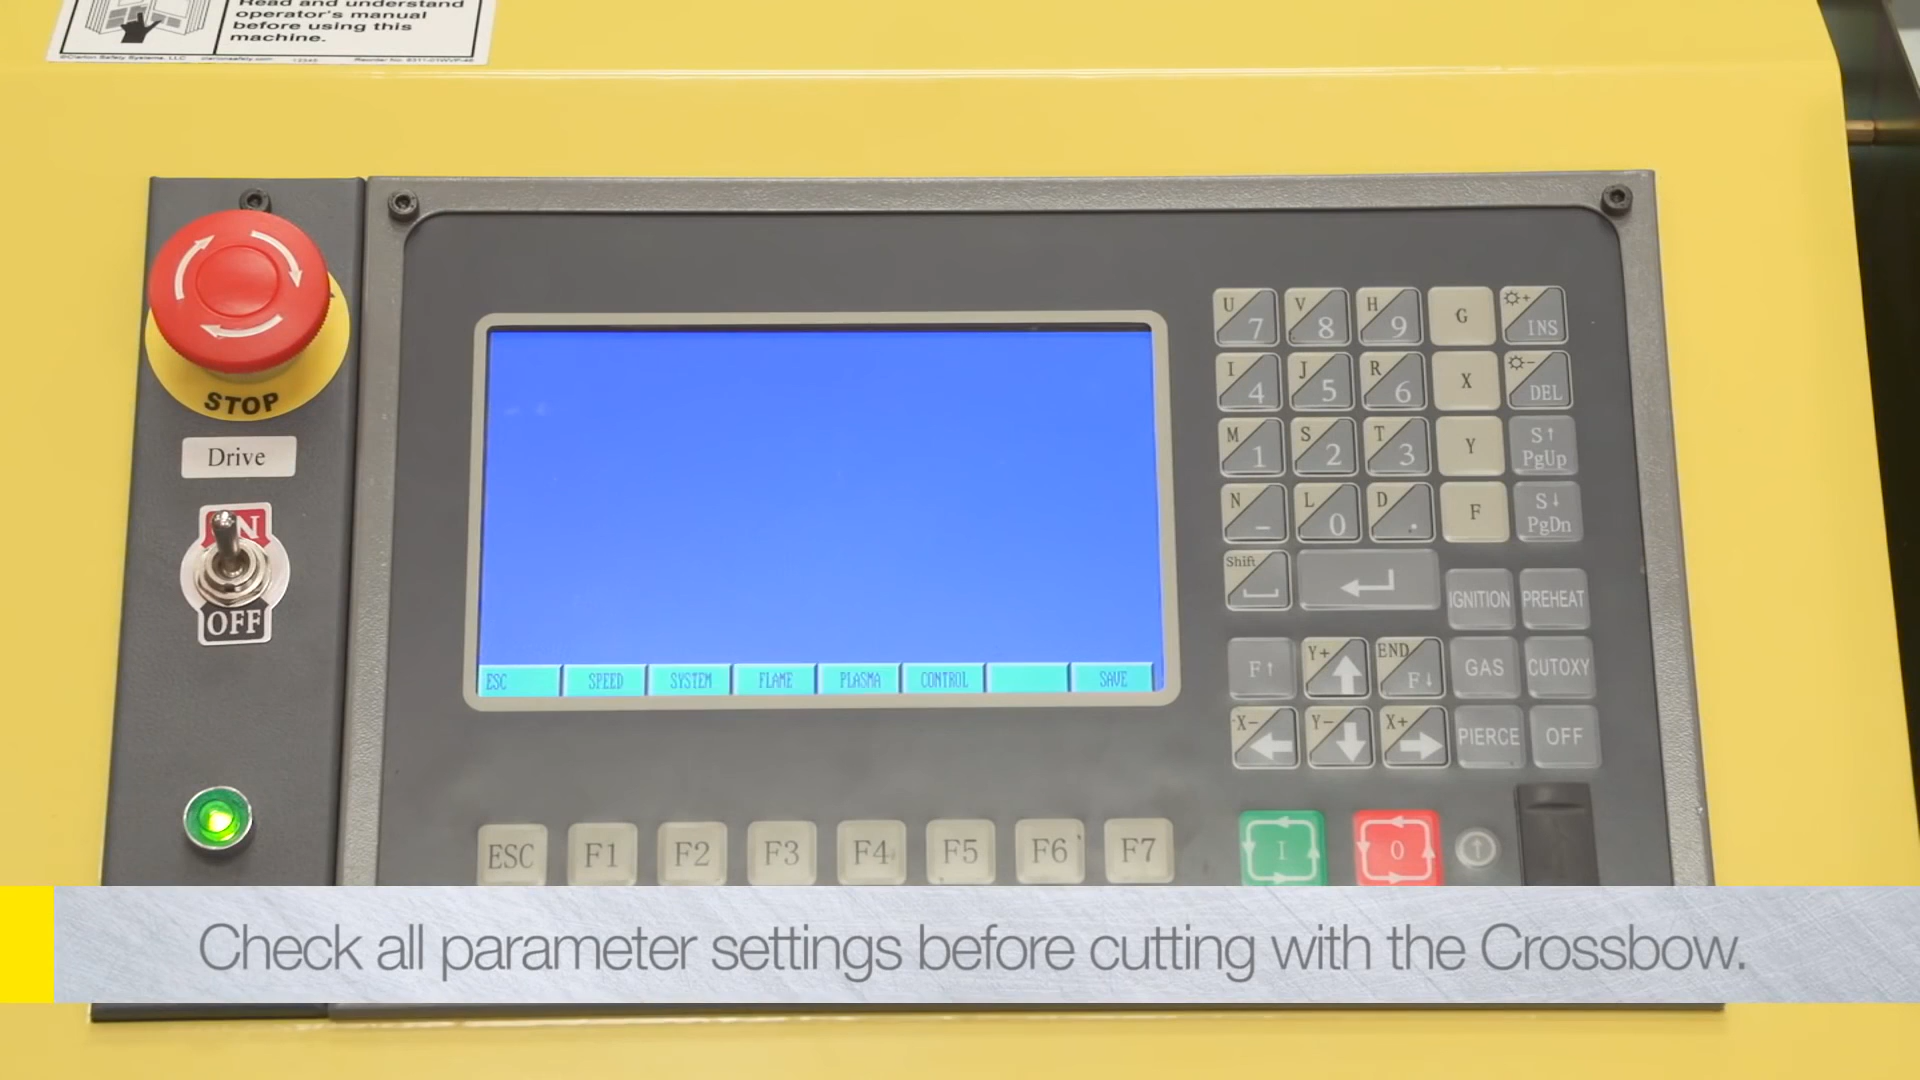 Read and understand
operator's manual
before using this
machine.
STOP
Drive
ON
OFF
ESC SPEED SYSTEM FLAME PLASMA CONTROL SAVE
U 7 V 8 H 9 G + INS
I 4 J 5 R 6 X - DEL
M 1 S 2 T 3 Y S↑ PgUp
N - L 0 D . F S↓ PgDn
Shift IGNITION PREHEAT
F↑ Y+ END F↓ GAS CUTOXY
X- Y- X+ PIERCE OFF
ESC F1 F2 F3 F4 F5 F6 F7 I 0
Check all parameter settings before cutting with the Crossbow.